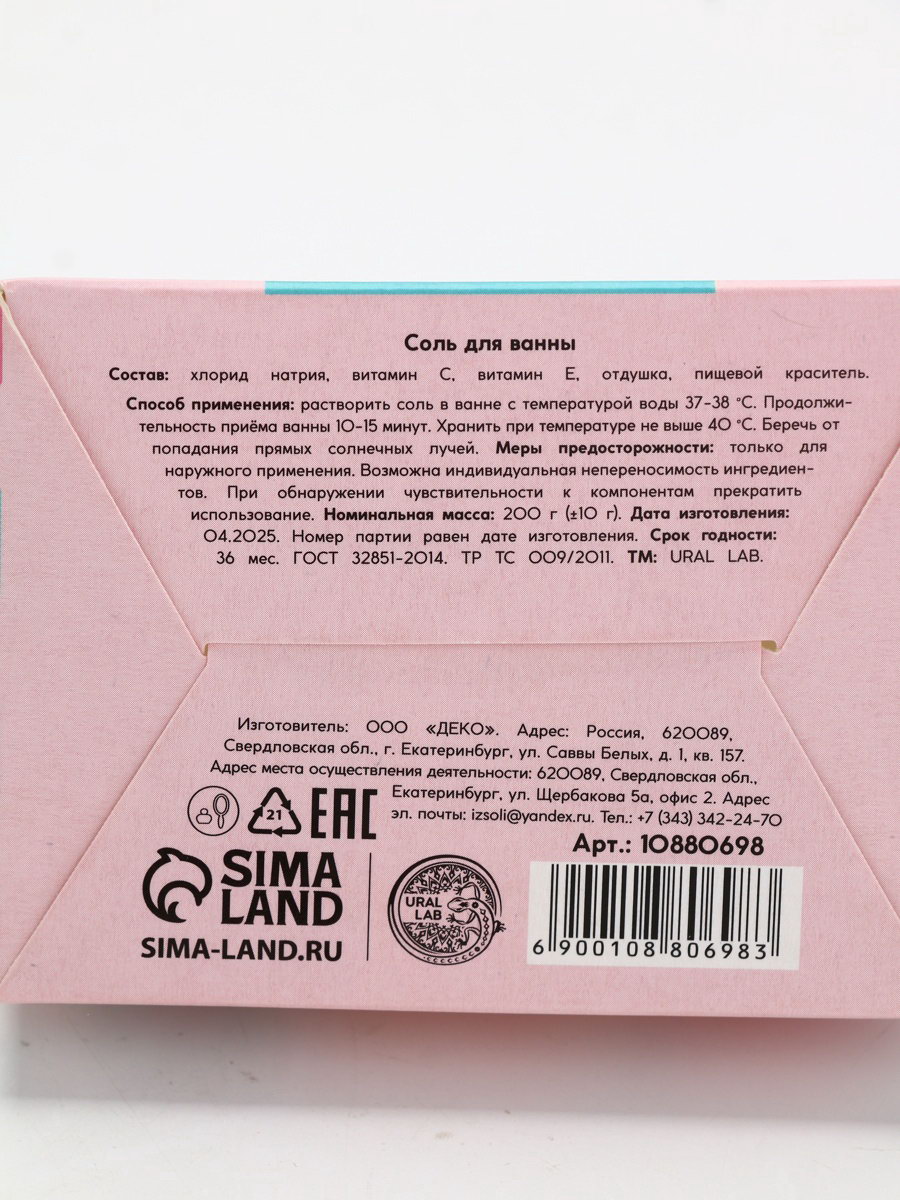 Соль для ванны
Состав: хлорид натрия, витамин С, витамин Е, отдушка, пищевой краситель.
Способ применения: растворить соль в ванне с температурой воды 37-38 °С. Продолжи-
тельность приёма ванны 10-15 минут. Хранить при температуре не выше 40 °С. Беречь от
попадания прямых солнечных лучей. Меры предосторожности: только для
наружного применения. Возможна индивидуальная непереносимость ингредиен-
тов. При обнаружении чувствительности к компонентам прекратить
использование. Номинальная масса: 200 г (±10 г). Дата изготовления:
04.2025. Номер партии равен дате изготовления. Срок годности:
36 мес. ГОСТ 32851-2014. ТР ТС 009/2011. ТМ: URAL LAB.
Изготовитель: ООО «ДЕКО». Адрес: Россия, 620089,
Свердловская обл., г. Екатеринбург, ул. Саввы Белых, д. 1, кв. 157.
Адрес места осуществления деятельности: 620089, Свердловская обл.,
Екатеринбург, ул. Щербакова 5а, офис 2. Адрес
эл. почты: izsoli@yandex.ru. Тел.: +7 (343) 342-24-70
21
EAC
Арт.: 10880698
SIMA
LAND
SIMA-LAND.RU
URAL
LAB
6 900108 806983